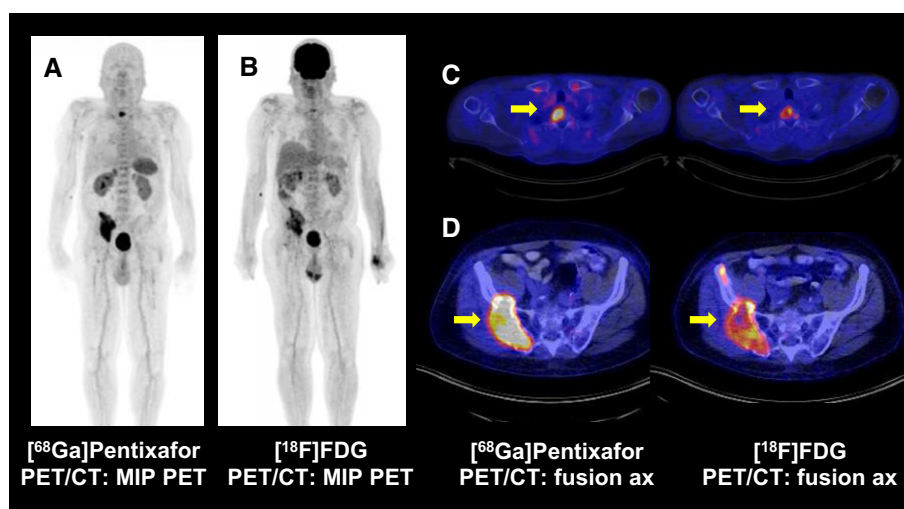 A
B
C
D
[⁶⁸Ga]Pentixafor
PET/CT: MIP PET
[¹⁸F]FDG
PET/CT: MIP PET
[⁶⁸Ga]Pentixafor
PET/CT: fusion ax
[¹⁸F]FDG
PET/CT: fusion ax